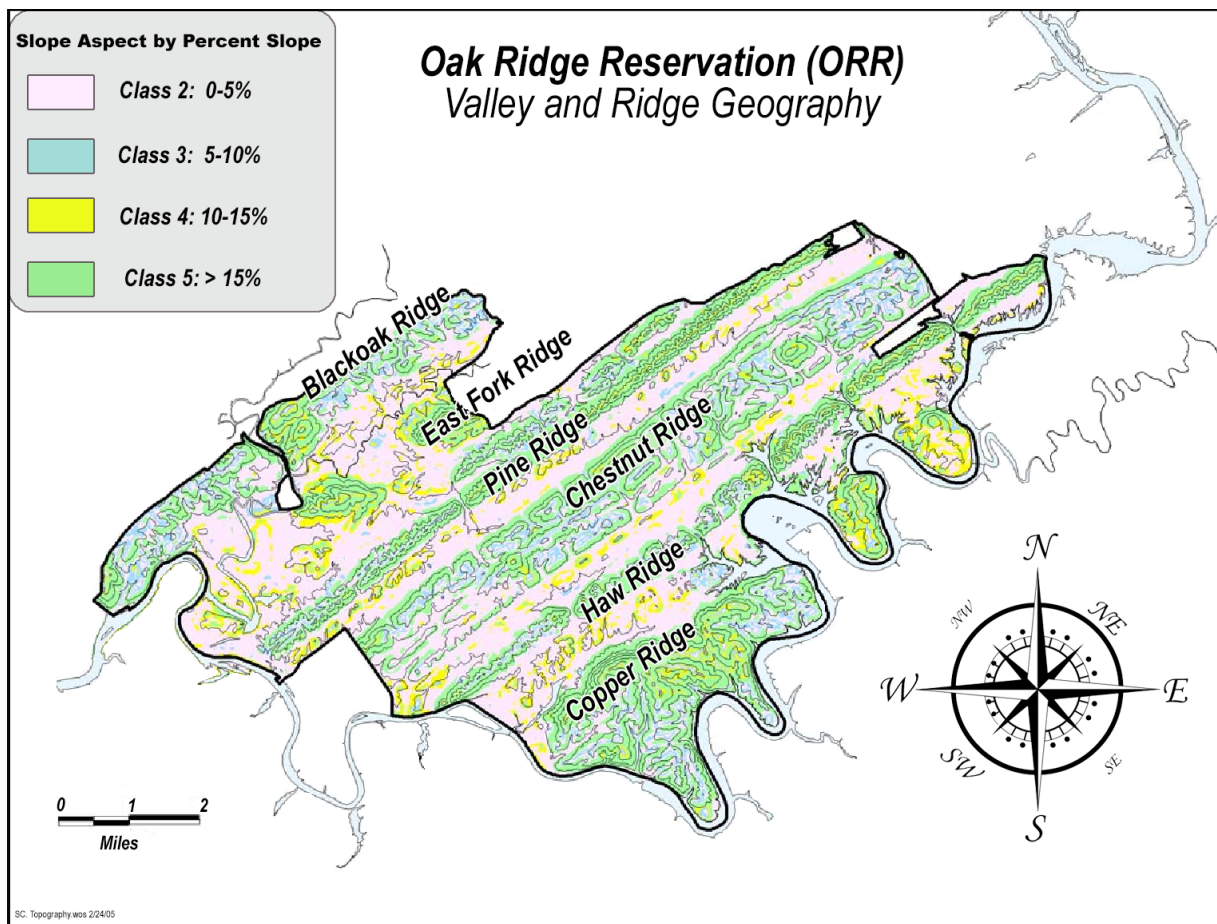 Slope Aspect by Percent Slope
Class 2: 0-5%
Class 3: 5-10%
Class 4: 10-15%
Class 5: > 15%
Oak Ridge Reservation (ORR)
Valley and Ridge Geography
Blackoak Ridge
East Fork Ridge
Pine Ridge
Chestnut Ridge
Haw Ridge
Copper Ridge
N
NW
NE
W
E
SW
SE
S
0 1 2
Miles
SC. Topography.wos 2/24/05